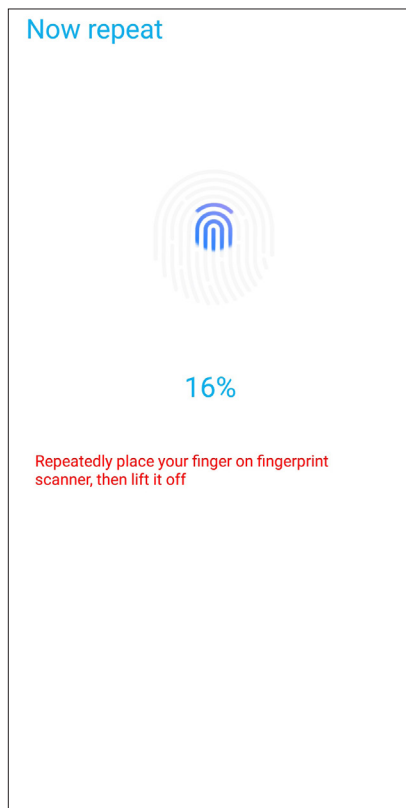 Now repeat
16%
Repeatedly place your finger on fingerprint
scanner, then lift it off